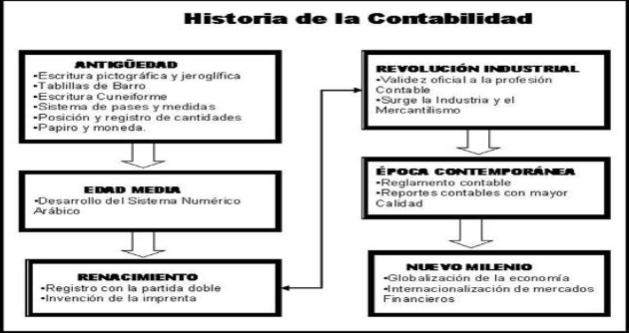 Historia de la Contabilidad
ANTIGÜEDAD
•Escritura pictográfica y jeroglífica
•Tablillas de Barro
•Escritura Cuneiforme
•Sistema de pases y medidas
•Posición y registro de cantidades
•Papiro y moneda.
EDAD MEDIA
•Desarrollo del Sistema Numérico
Arábico
RENACIMIENTO
•Registro con la partida doble
•Invención de la imprenta
REVOLUCIÓN INDUSTRIAL
•Validez oficial a la profesión
Contable
•Surge la Industria y el
Mercantilismo
ÉPOCA CONTEMPORÁNEA
•Reglamento contable
•Reportes contables con mayor
Calidad
NUEVO MILENIO
•Globalización de la economía
•Internacionalización de mercados
Financieros